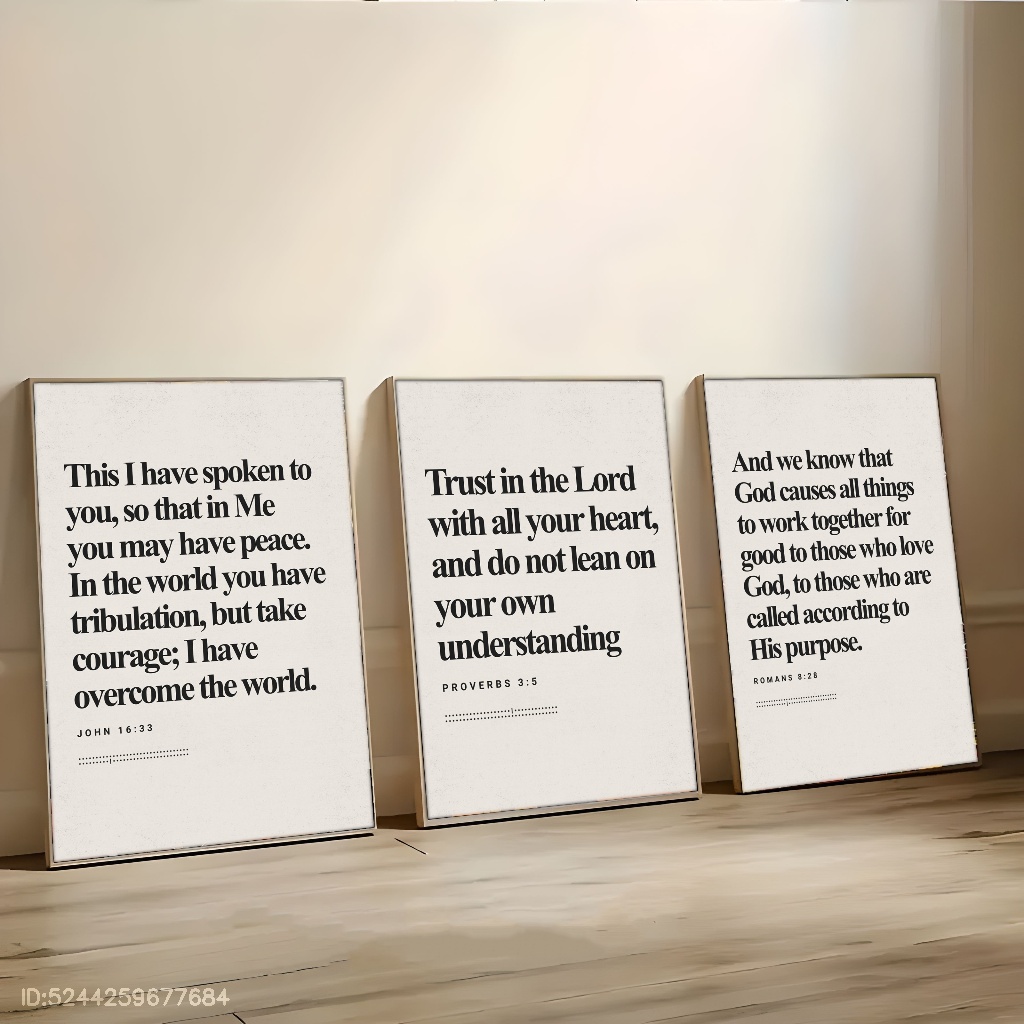 This I have spoken to
you, so that in Me
you may have peace.
In the world you have
tribulation, but take
courage; I have
overcome the world.
JOHN 16:33
Trust in the Lord
with all your heart,
and do not lean on
your own
understanding
PROVERBS 3:5
And we know that
God causes all things
to work together for
good to those who love
God, to those who are
called according to
His purpose.
ROMANS 8:28
ID:5244259677684